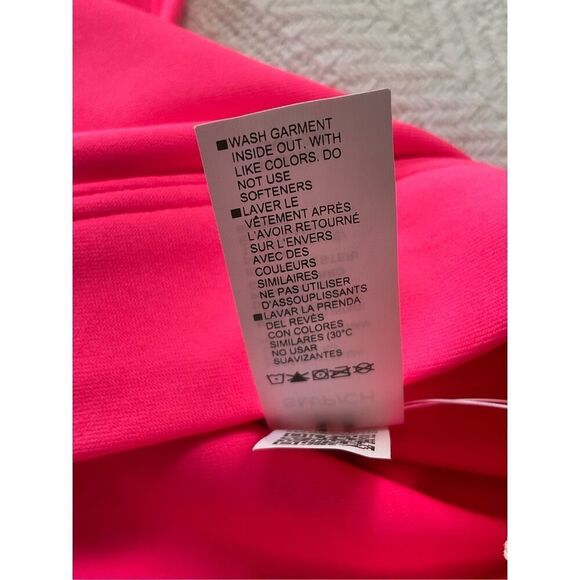 ■WASH GARMENT
INSIDE OUT, WITH
LIKE COLORS. DO
NOT USE
SOFTENERS
■LAVER LE
VÊTEMENT APRÈS
L'AVOIR RETOURNÉ
SUR L'ENVERS
AVEC DES
COULEURS
SIMILAIRES
NE PAS UTILISER
D'ASSOUPLISSANTS
■LAVAR LA PRENDA
DEL REVÉS
CON COLORES
SIMILARES (30°C
NO USAR
SUAVIZANTES